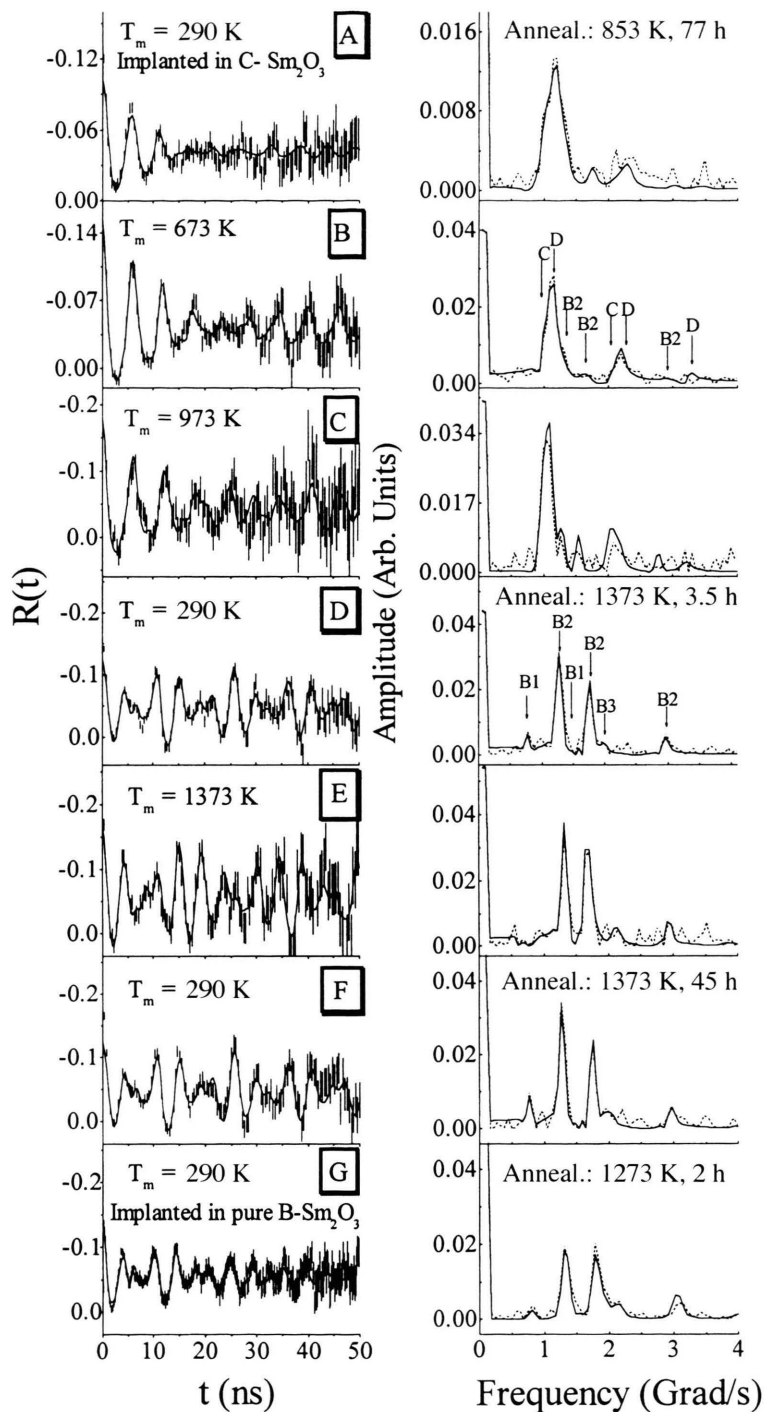 T_m = 290 K
A
Implanted in C- Sm₂O₃
-0.12
-0.06
0.00
Anneal.: 853 K, 77 h
0.016
0.008
0.000
T_m = 673 K
B
-0.14
-0.07
0.00
0.04
0.02
0.00
C D B2 B2 C D B2 D
T_m = 973 K
C
-0.2
-0.1
0.0
0.034
0.017
0.000
T_m = 290 K
D
-0.2
-0.1
0.0
Anneal.: 1373 K, 3.5 h
0.04
0.02
0.00
B1 B2 B1 B2 B3 B2
T_m = 1373 K
E
-0.2
-0.1
0.0
0.04
0.02
0.00
T_m = 290 K
F
-0.2
-0.1
0.0
Anneal.: 1373 K, 45 h
0.04
0.02
0.00
T_m = 290 K
G
Implanted in pure B-Sm₂O₃
-0.2
-0.1
0.0
Anneal.: 1273 K, 2 h
0.04
0.02
0.00
R(t)
Amplitude (Arb. Units)
0 10 20 30 40 50
t (ns)
0 1 2 3 4
Frequency (Grad/s)